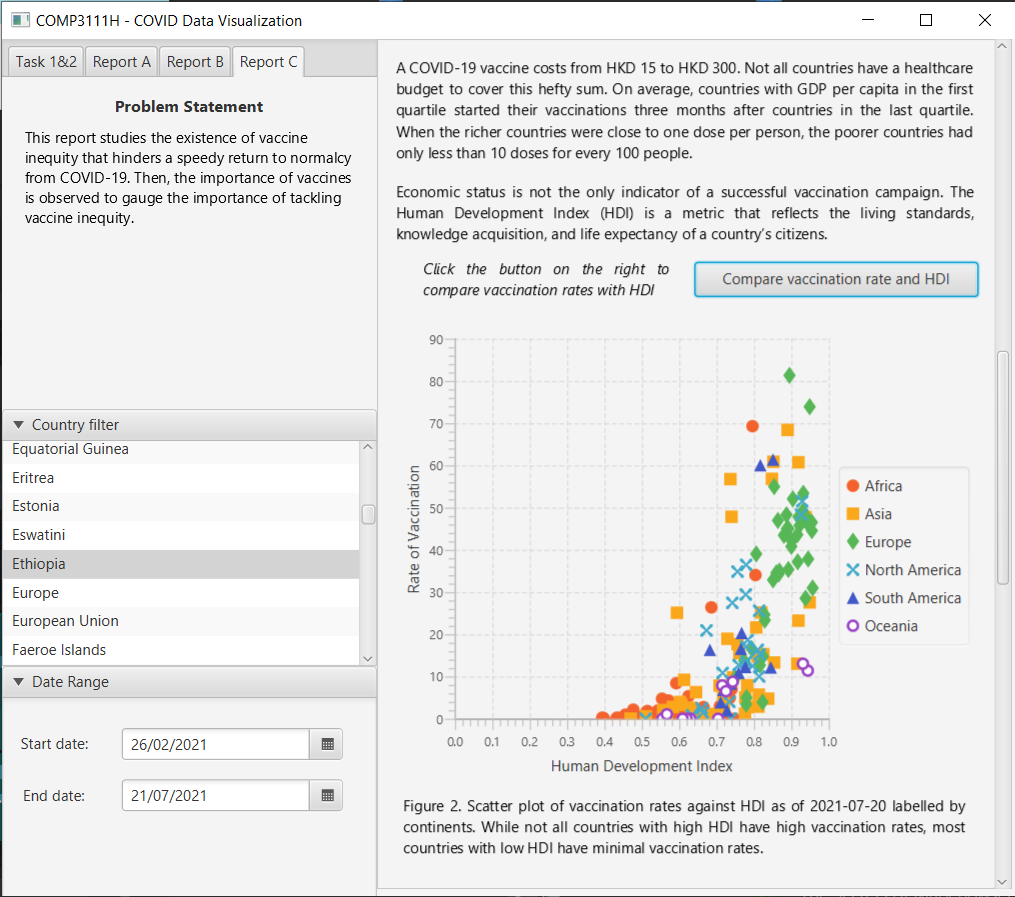 COMP3111H - COVID Data Visualization
Task 1&2
Report A
Report B
Report C
Problem Statement
This report studies the existence of vaccine
inequity that hinders a speedy return to normalcy
from COVID-19. Then, the importance of vaccines
is observed to gauge the importance of tackling
vaccine inequity.
Country filter
Equatorial Guinea
Eritrea
Estonia
Eswatini
Ethiopia
Europe
European Union
Faeroe Islands
Date Range
Start date:
26/02/2021
End date:
21/07/2021
A COVID-19 vaccine costs from HKD 15 to HKD 300. Not all countries have a healthcare
budget to cover this hefty sum. On average, countries with GDP per capita in the first
quartile started their vaccinations three months after countries in the last quartile.
When the richer countries were close to one dose per person, the poorer countries had
only less than 10 doses for every 100 people.
Economic status is not the only indicator of a successful vaccination campaign. The
Human Development Index (HDI) is a metric that reflects the living standards,
knowledge acquisition, and life expectancy of a country's citizens.
Click the button on the right to
compare vaccination rates with HDI
Compare vaccination rate and HDI
Rate of Vaccination
90
80
70
60
50
40
30
20
10
0
0.0 0.1 0.2 0.3 0.4 0.5 0.6 0.7 0.8 0.9 1.0
Human Development Index
Africa
Asia
Europe
North America
South America
Oceania
Figure 2. Scatter plot of vaccination rates against HDI as of 2021-07-20 labelled by
continents. While not all countries with high HDI have high vaccination rates, most
countries with low HDI have minimal vaccination rates.